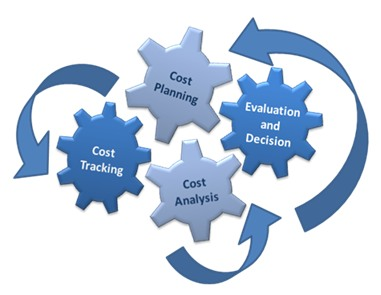 Cost
Planning
Evaluation
and
Decision
Cost
Tracking
Cost
Analysis